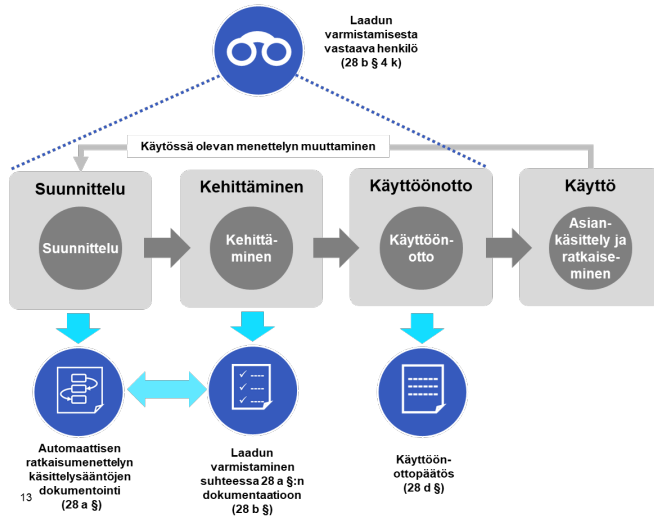 Laadun
varmistamisesta
vastaava henkilö
(28 b § 4 k)
Käytössä olevan menettelyn muuttaminen
Suunnittelu
Kehittäminen
Käyttöönotto
Käyttö
Suunnittelu
Kehittä-
minen
Käyttöön-
otto
Asian-
käsittely ja
ratkaise-
minen
Automaattisen
ratkaisumenettelyn
käsittelysääntöjen
dokumentointi
(28 a §)
Laadun
varmistaminen
suhteessa 28 a §:n
dokumentaatioon
(28 b §)
Käyttöön-
ottopäätös
(28 d §)
13